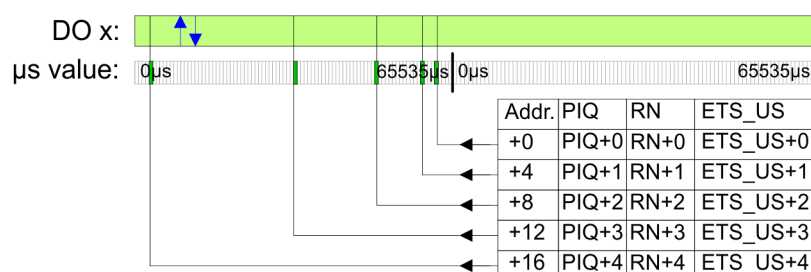 DO x:
µs value: 0µs 65535µs 0µs 65535µs
Addr. PIQ RN ETS_US
+0 PIQ+0 RN+0 ETS_US+0
+4 PIQ+1 RN+1 ETS_US+1
+8 PIQ+2 RN+2 ETS_US+2
+12 PIQ+3 RN+3 ETS_US+3
+16 PIQ+4 RN+4 ETS_US+4